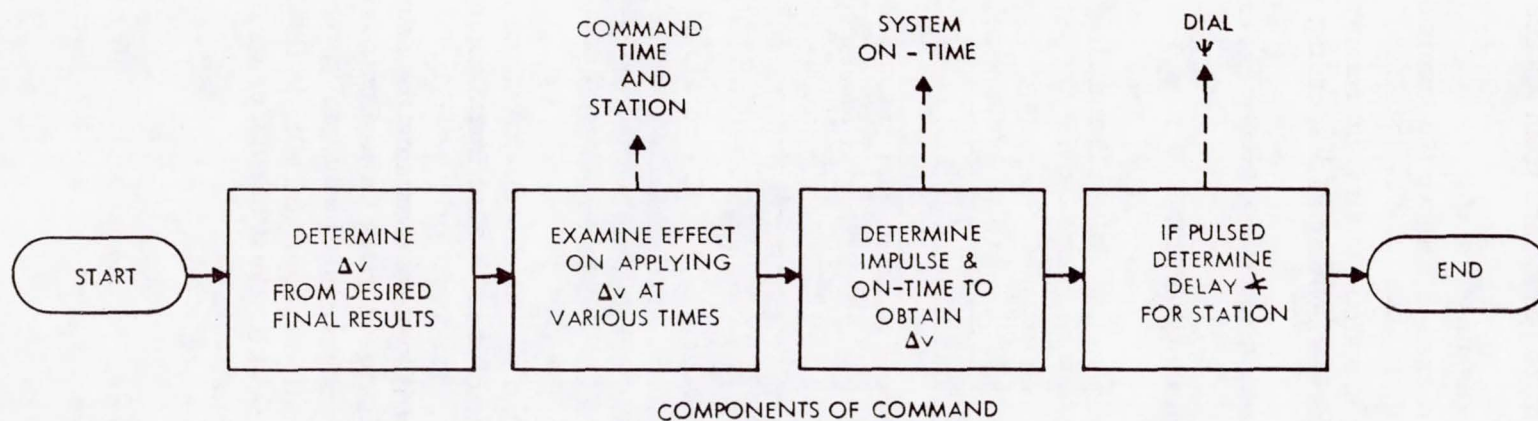 COMMAND
TIME
AND
STATION
SYSTEM
ON - TIME
DIAL
Ψ
START
DETERMINE
Δv
FROM DESIRED
FINAL RESULTS
EXAMINE EFFECT
ON APPLYING
Δv AT
VARIOUS TIMES
DETERMINE
IMPULSE &
ON-TIME TO
OBTAIN
Δv
IF PULSED
DETERMINE
DELAY ∡
FOR STATION
END
COMPONENTS OF COMMAND